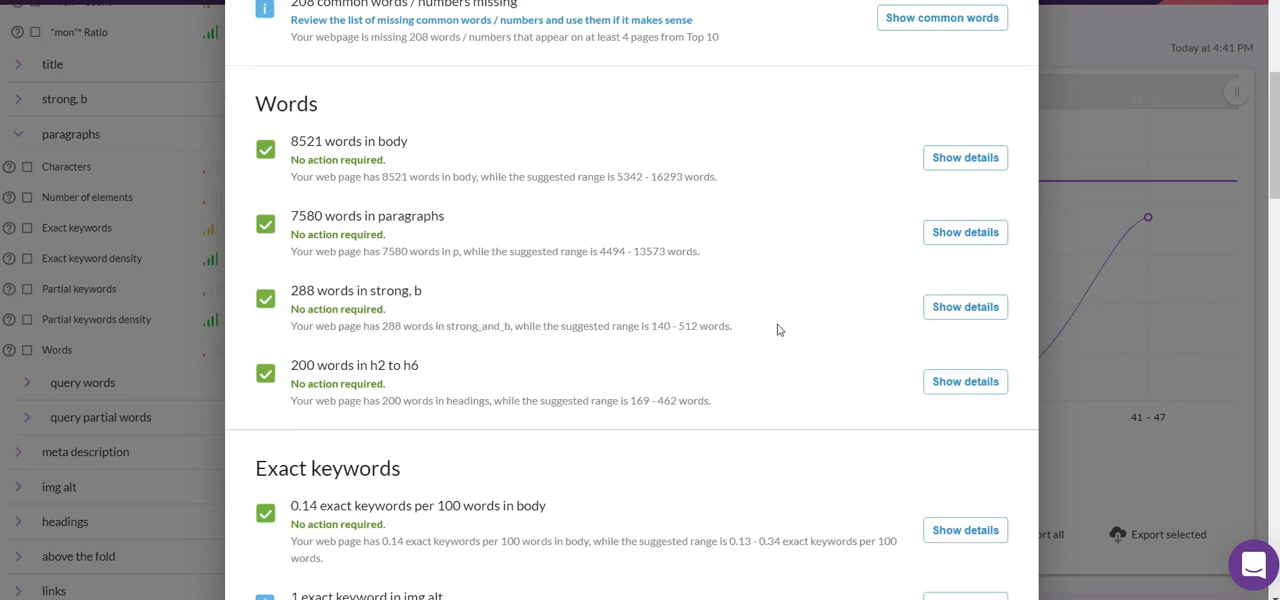 208 common words / numbers missing
Review the list of missing common words / numbers and use them if it makes sense
Your webpage is missing 208 words / numbers that appear on at least 4 pages from Top 10
Show common words
Today at 4:41 PM
"mon"* Ratio
title
strong, b
paragraphs
Characters
Number of elements
Exact keywords
Exact keyword density
Partial keywords
Partial keywords density
Words
query words
query partial words
meta description
img alt
headings
above the fold
links
Words
8521 words in body
No action required.
Your web page has 8521 words in body, while the suggested range is 5342 - 16293 words.
Show details
7580 words in paragraphs
No action required.
Your web page has 7580 words in p, while the suggested range is 4494 - 13573 words.
Show details
288 words in strong, b
No action required.
Your web page has 288 words in strong_and_b, while the suggested range is 140 - 512 words.
Show details
200 words in h2 to h6
No action required.
Your web page has 200 words in headings, while the suggested range is 169 - 462 words.
Show details
Exact keywords
0.14 exact keywords per 100 words in body
No action required.
Your web page has 0.14 exact keywords per 100 words in body, while the suggested range is 0.13 - 0.34 exact keywords per 100
words.
Show details
1 exact keyword in img alt
41 - 47
ort all
Export selected